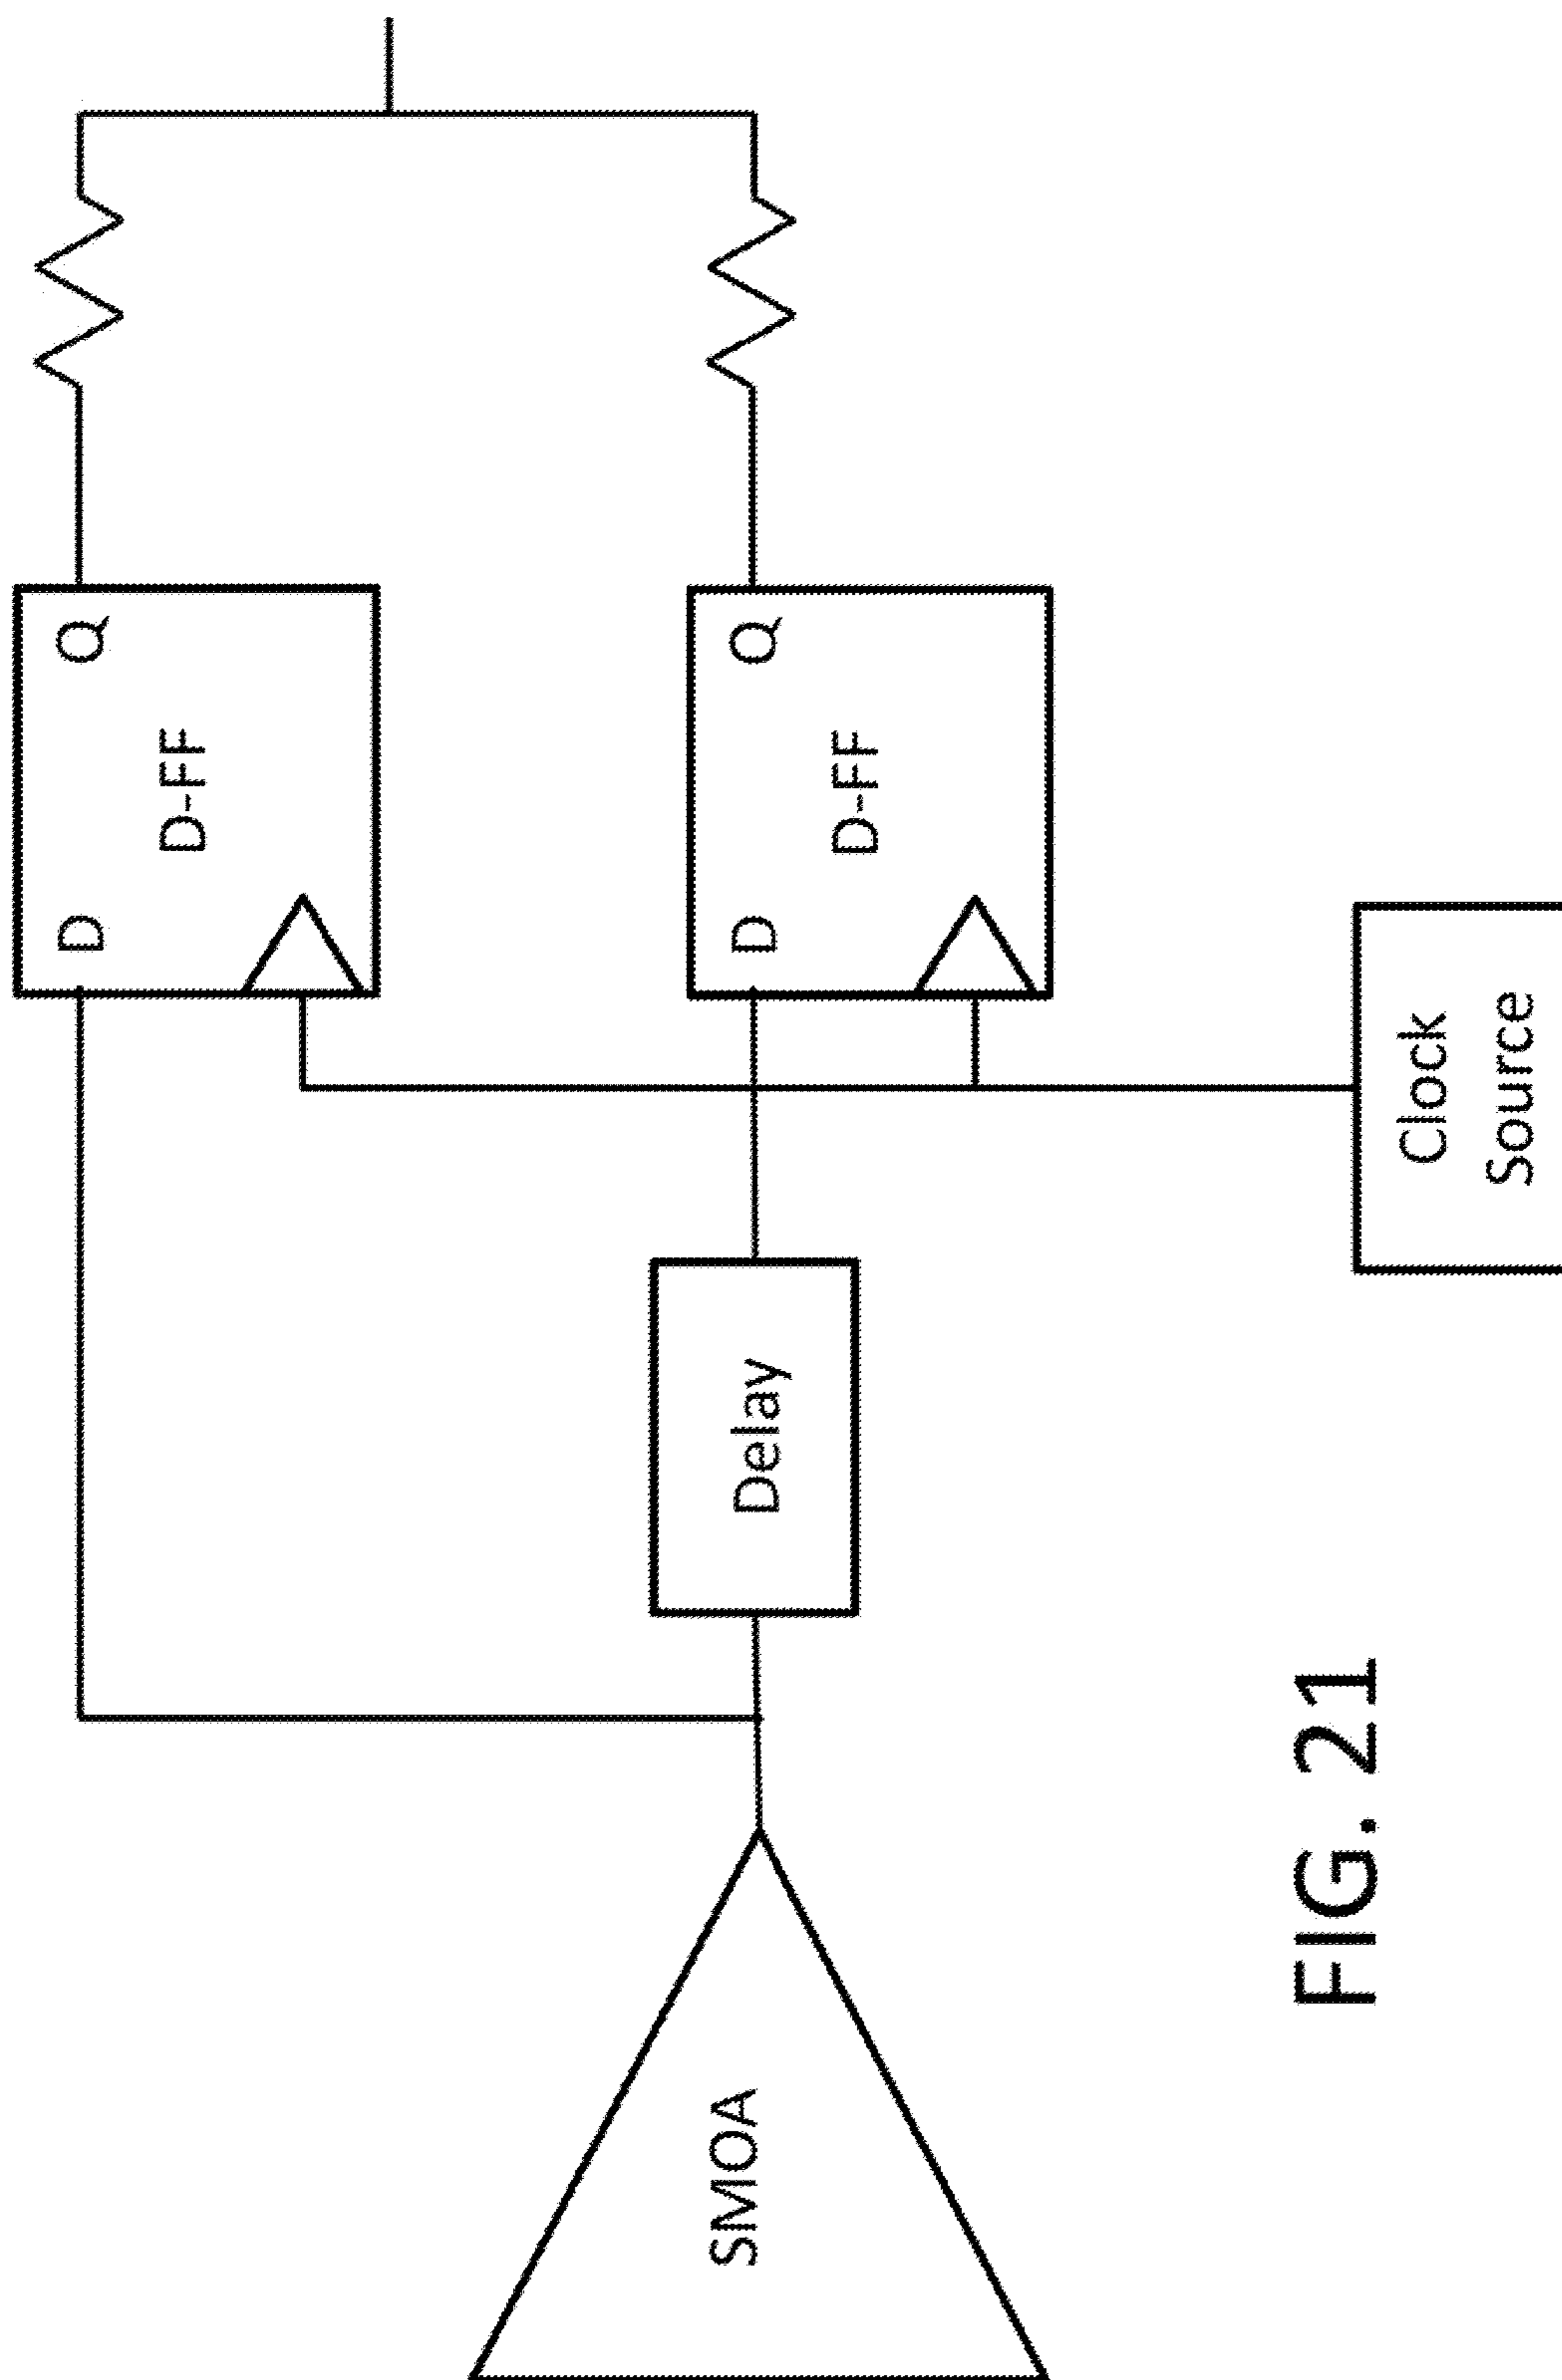 D
Q
D-FF
D
Q
D-FF
SMOA
Delay
Clock
Source
FIG. 21